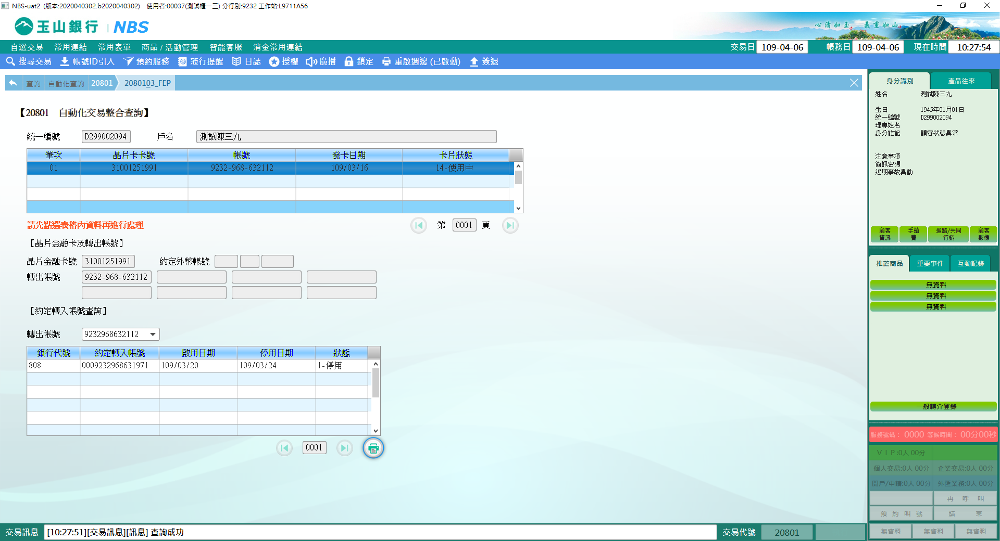 NBS-uat2 (版本:2020040302.b2020040302) 使用者:00037(測試櫃一三) 分行別:9232 工作站:L9711A56
玉山銀行 | NBS
心清如玉 義重如山
自選交易 常用連結 常用表單 商品 / 活動管理 智能客服 消金常用連結 交易日 109-04-06 帳務日 109-04-06 現在時間 10:27:54
搜尋交易 帳號ID引入 預約服務 蒞行提醒 日誌 授權 廣播 鎖定 重啟週邊 (已啟動) 簽退
查詢 自動化查詢 20801 2080103_FEP
【20801 自動化交易整合查詢】
統一編號 D299002094 戶名 測試陳三九
筆次 晶片卡卡號 帳號 發卡日期 卡片狀態
01 31001251991 9232-968-632112 109/03/16 14-使用中
請先點選表格內資料再進行處理 第 0001 頁
【晶片金融卡及轉出帳號】
晶片金融卡號 31001251991 約定外幣帳號
轉出帳號 9232-968-632112
【約定轉入帳號查詢】
轉出帳號 9232968632112
銀行代號 約定轉入帳號 啟用日期 停用日期 狀態
808 0009232968631971 109/03/20 109/03/24 1-停用
0001
身分識別 產品往來
姓名 測試陳三九
生日 1945年01月01日
統一編號 D299002094
理專姓名
身分註記 顧客狀態異常
注意事項
簡訊密碼
近期事故異動
顧客資訊 手續費 通路/共同行銷 顧客影像
推薦商品 重要事件 互動記錄
無資料
無資料
無資料
一般轉介登錄
服務號碼: 0000 等候時間: 00分00秒
VIP:0人 00分
個人交易:0人 00分 企業交易:0人 00分
開戶/申請:0人 00分 外匯業務:0人 00分
再呼叫
預約叫號 結束
無資料 無資料 無資料
交易訊息 [10:27:51][交易訊息][訊息] 查詢成功 交易代號 20801